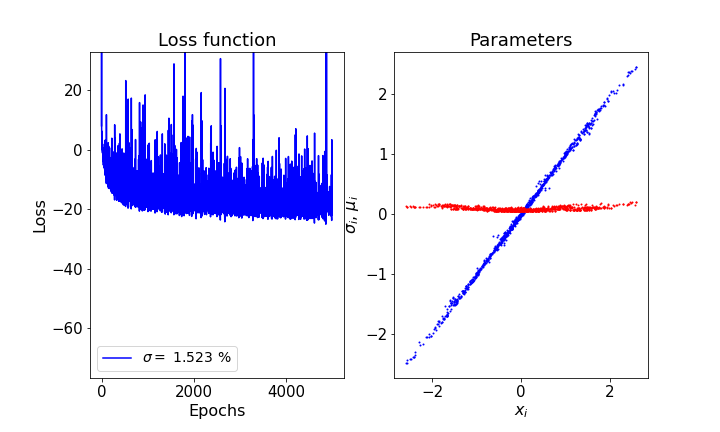 Loss function
Loss
20
0
−20
−40
−60
σ = 1.523 %
0
2000
4000
Epochs
Parameters
σᵢ, μᵢ
2
1
0
−1
−2
−2
0
2
xᵢ